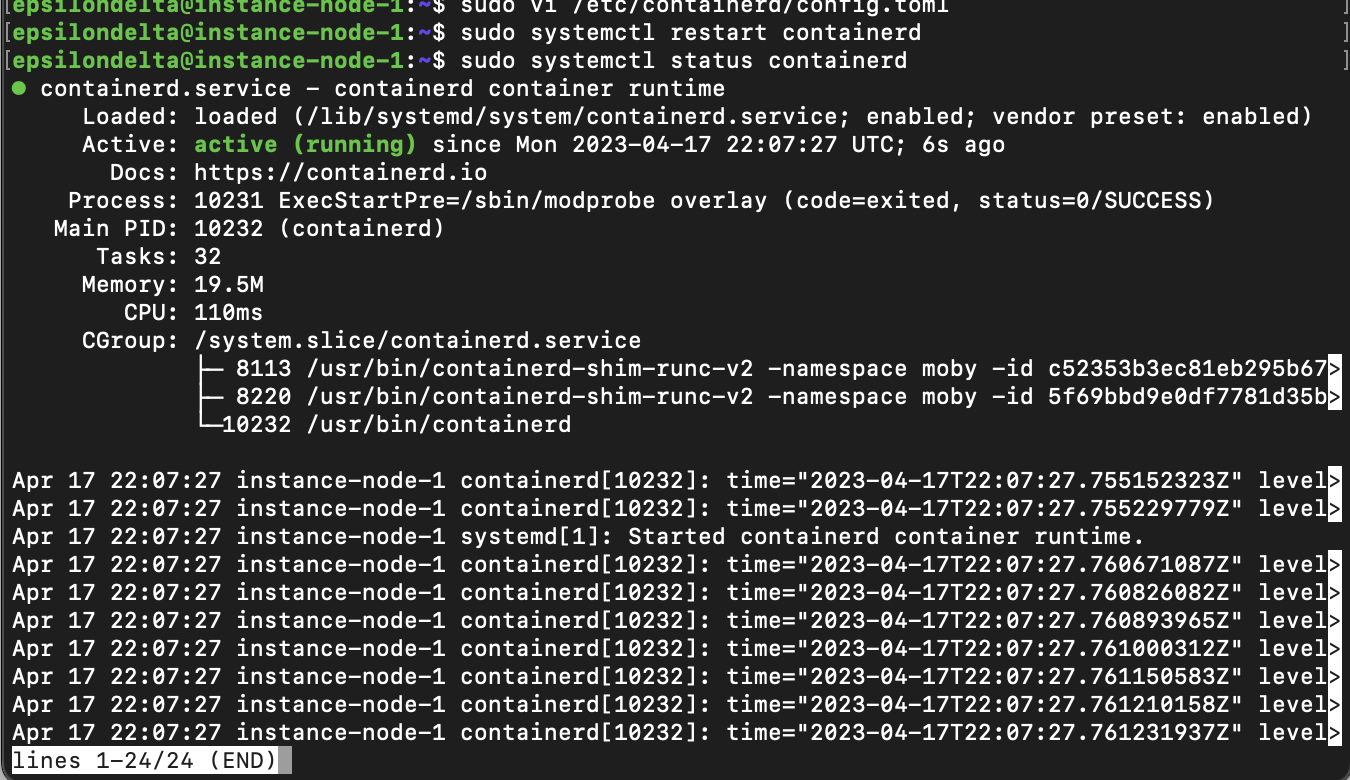 [epsilondelta@instance-node-1:~$ sudo vi /etc/containerd/config.toml ]
[epsilondelta@instance-node-1:~$ sudo systemctl restart containerd ]
[epsilondelta@instance-node-1:~$ sudo systemctl status containerd ]
● containerd.service - containerd container runtime
     Loaded: loaded (/lib/systemd/system/containerd.service; enabled; vendor preset: enabled)
     Active: active (running) since Mon 2023-04-17 22:07:27 UTC; 6s ago
       Docs: https://containerd.io
    Process: 10231 ExecStartPre=/sbin/modprobe overlay (code=exited, status=0/SUCCESS)
   Main PID: 10232 (containerd)
      Tasks: 32
     Memory: 19.5M
        CPU: 110ms
     CGroup: /system.slice/containerd.service
             ├─ 8113 /usr/bin/containerd-shim-runc-v2 -namespace moby -id c52353b3ec81eb295b67>
             ├─ 8220 /usr/bin/containerd-shim-runc-v2 -namespace moby -id 5f69bbd9e0df7781d35b>
             └─10232 /usr/bin/containerd

Apr 17 22:07:27 instance-node-1 containerd[10232]: time="2023-04-17T22:07:27.755152323Z" level>
Apr 17 22:07:27 instance-node-1 containerd[10232]: time="2023-04-17T22:07:27.755229779Z" level>
Apr 17 22:07:27 instance-node-1 systemd[1]: Started containerd container runtime.
Apr 17 22:07:27 instance-node-1 containerd[10232]: time="2023-04-17T22:07:27.760671087Z" level>
Apr 17 22:07:27 instance-node-1 containerd[10232]: time="2023-04-17T22:07:27.760826082Z" level>
Apr 17 22:07:27 instance-node-1 containerd[10232]: time="2023-04-17T22:07:27.760893965Z" level>
Apr 17 22:07:27 instance-node-1 containerd[10232]: time="2023-04-17T22:07:27.761000312Z" level>
Apr 17 22:07:27 instance-node-1 containerd[10232]: time="2023-04-17T22:07:27.761150583Z" level>
Apr 17 22:07:27 instance-node-1 containerd[10232]: time="2023-04-17T22:07:27.761210158Z" level>
Apr 17 22:07:27 instance-node-1 containerd[10232]: time="2023-04-17T22:07:27.761231937Z" level>
lines 1-24/24 (END)